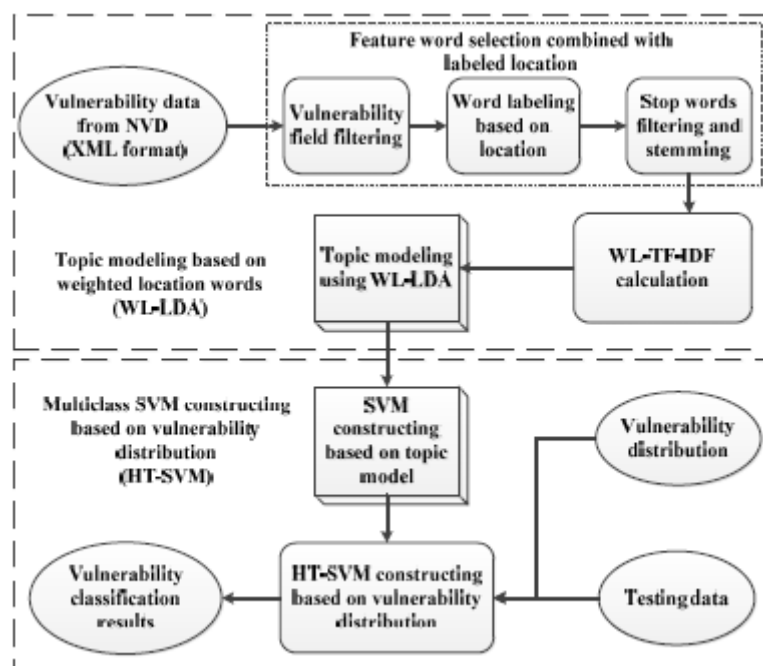 Feature word selection combined with
labeled location
Vulnerability data
from NVD
(XML format)
Vulnerability
field filtering
Word labeling
based on
location
Stop words
filtering and
stemming
Topic modeling based on
weighted location words
(WL-LDA)
Topic modeling
using WL-LDA
WL-TF-IDF
calculation
Multiclass SVM constructing
based on vulnerability
distribution
(HT-SVM)
SVM
constructing
based on topic
model
Vulnerability
distribution
Vulnerability
classification
results
HT-SVM constructing
based on vulnerability
distribution
Testing data